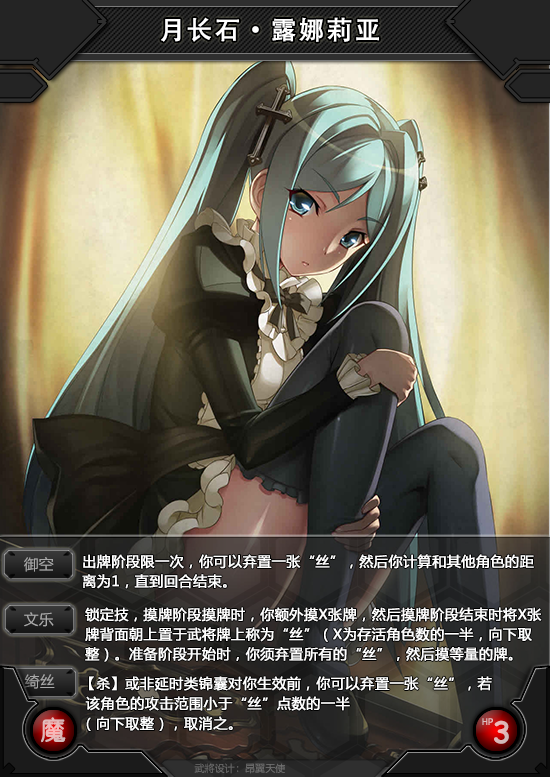 月长石·露娜莉亚
御空
出牌阶段限一次，你可以弃置一张“丝”，然后你计算和其他角色的距
离为1，直到回合结束。
文乐
锁定技，摸牌阶段摸牌时，你额外摸X张牌，然后摸牌阶段结束时将X张
牌背面朝上置于武将牌上称为“丝”（X为存活角色数的一半，向下取
整）。准备阶段开始时，你须弃置所有的“丝”，然后摸等量的牌。
绮丝
【杀】或非延时类锦囊对你生效前，你可以弃置一张“丝”，若
该角色的攻击范围小于“丝”点数的一半
（向下取整），取消之。
魔
HP 3
武將设计：昂翼天使